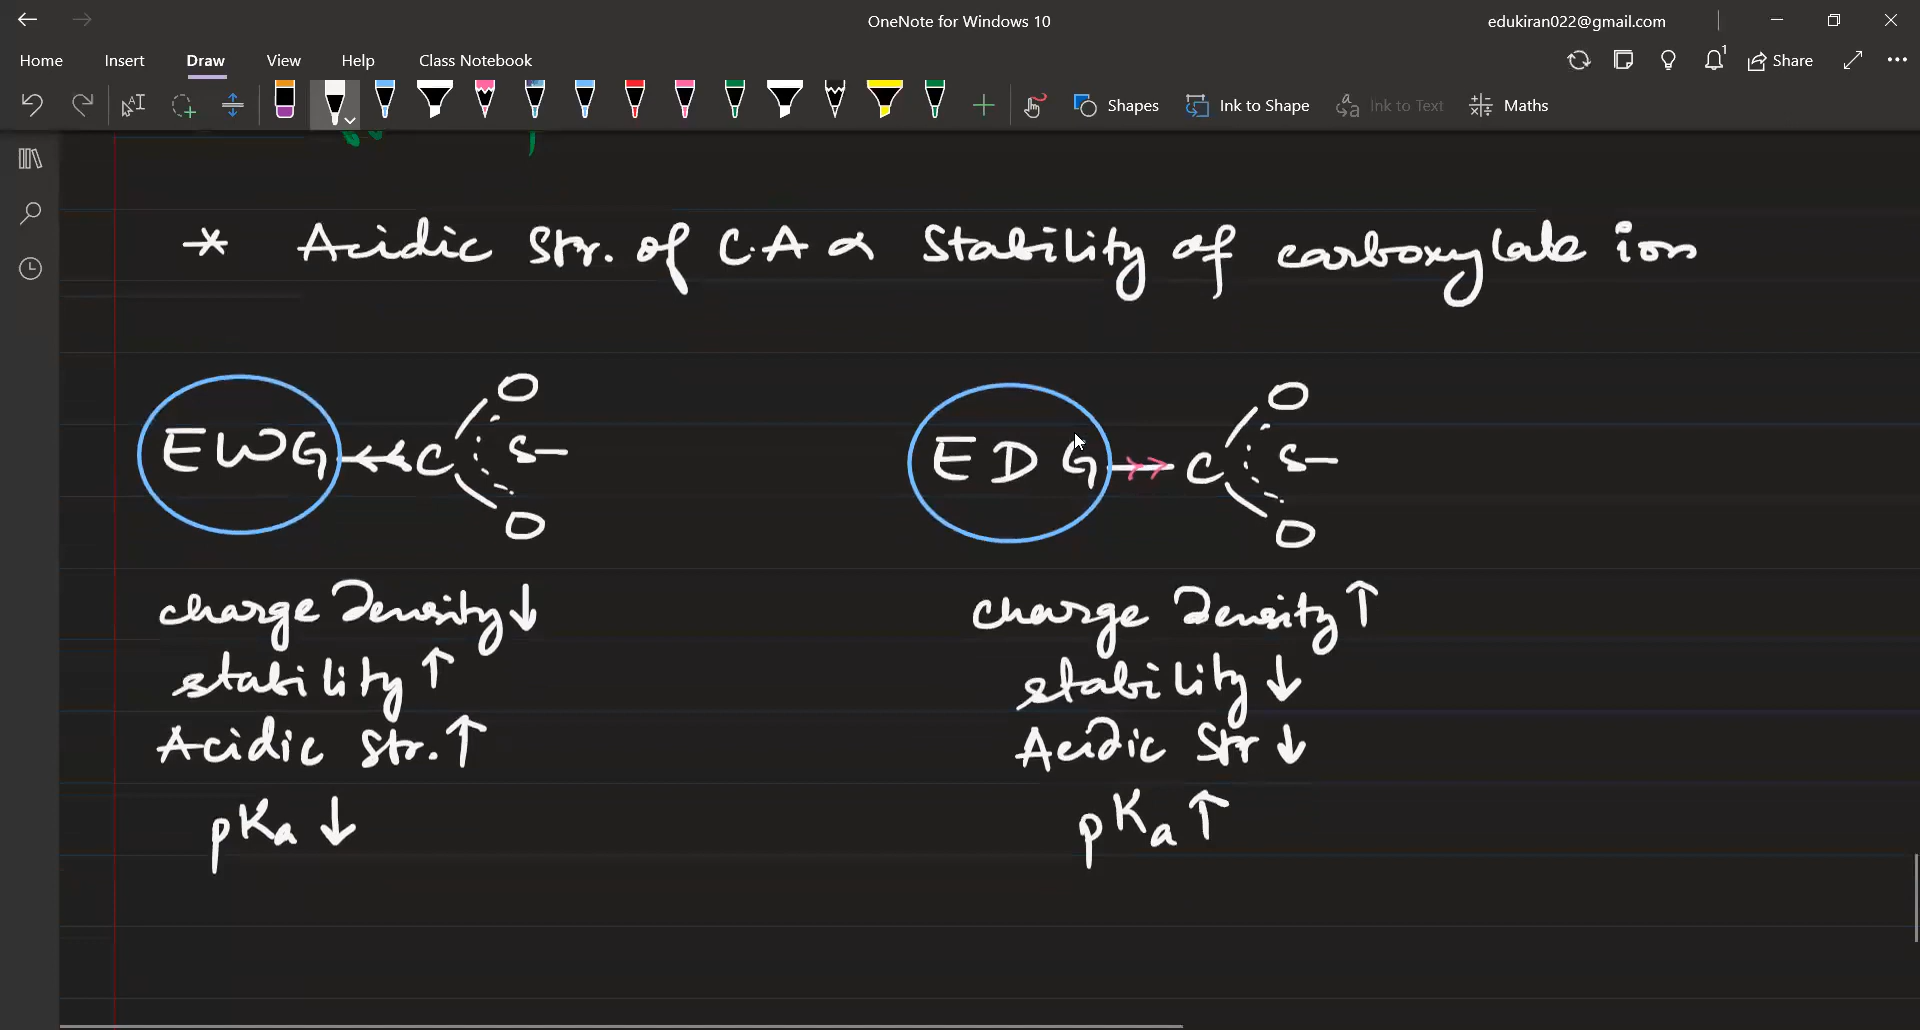 OneNote for Windows 10
edukiran022@gmail.com
Home Insert Draw View Help Class Notebook
1
Share
Shapes Ink to Shape Ink to Text Maths
* Acidic Str. of C.A ∝ Stability of carboxylate ion
EWG C O O δ-
EDG C O O δ-
charge density ↓
stability ↑
Acidic Str. ↑
pKa ↓
charge density ↑
stability ↓
Acidic Str ↓
pKa ↑